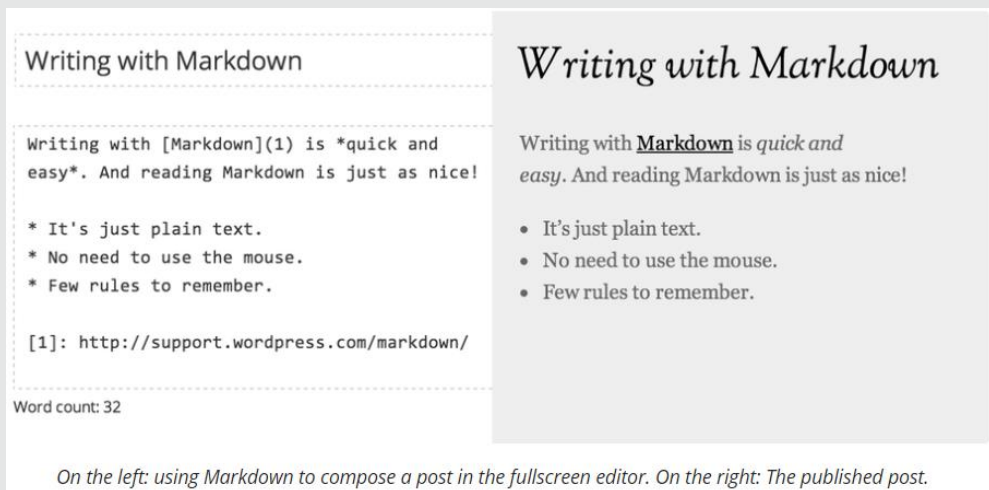 Writing with Markdown
Writing with [Markdown](1) is *quick and
easy*. And reading Markdown is just as nice!
* It's just plain text.
* No need to use the mouse.
* Few rules to remember.
[1]: http://support.wordpress.com/markdown/
Word count: 32
Writing with Markdown
Writing with Markdown is quick and
easy. And reading Markdown is just as nice!
• It’s just plain text.
• No need to use the mouse.
• Few rules to remember.
On the left: using Markdown to compose a post in the fullscreen editor. On the right: The published post.